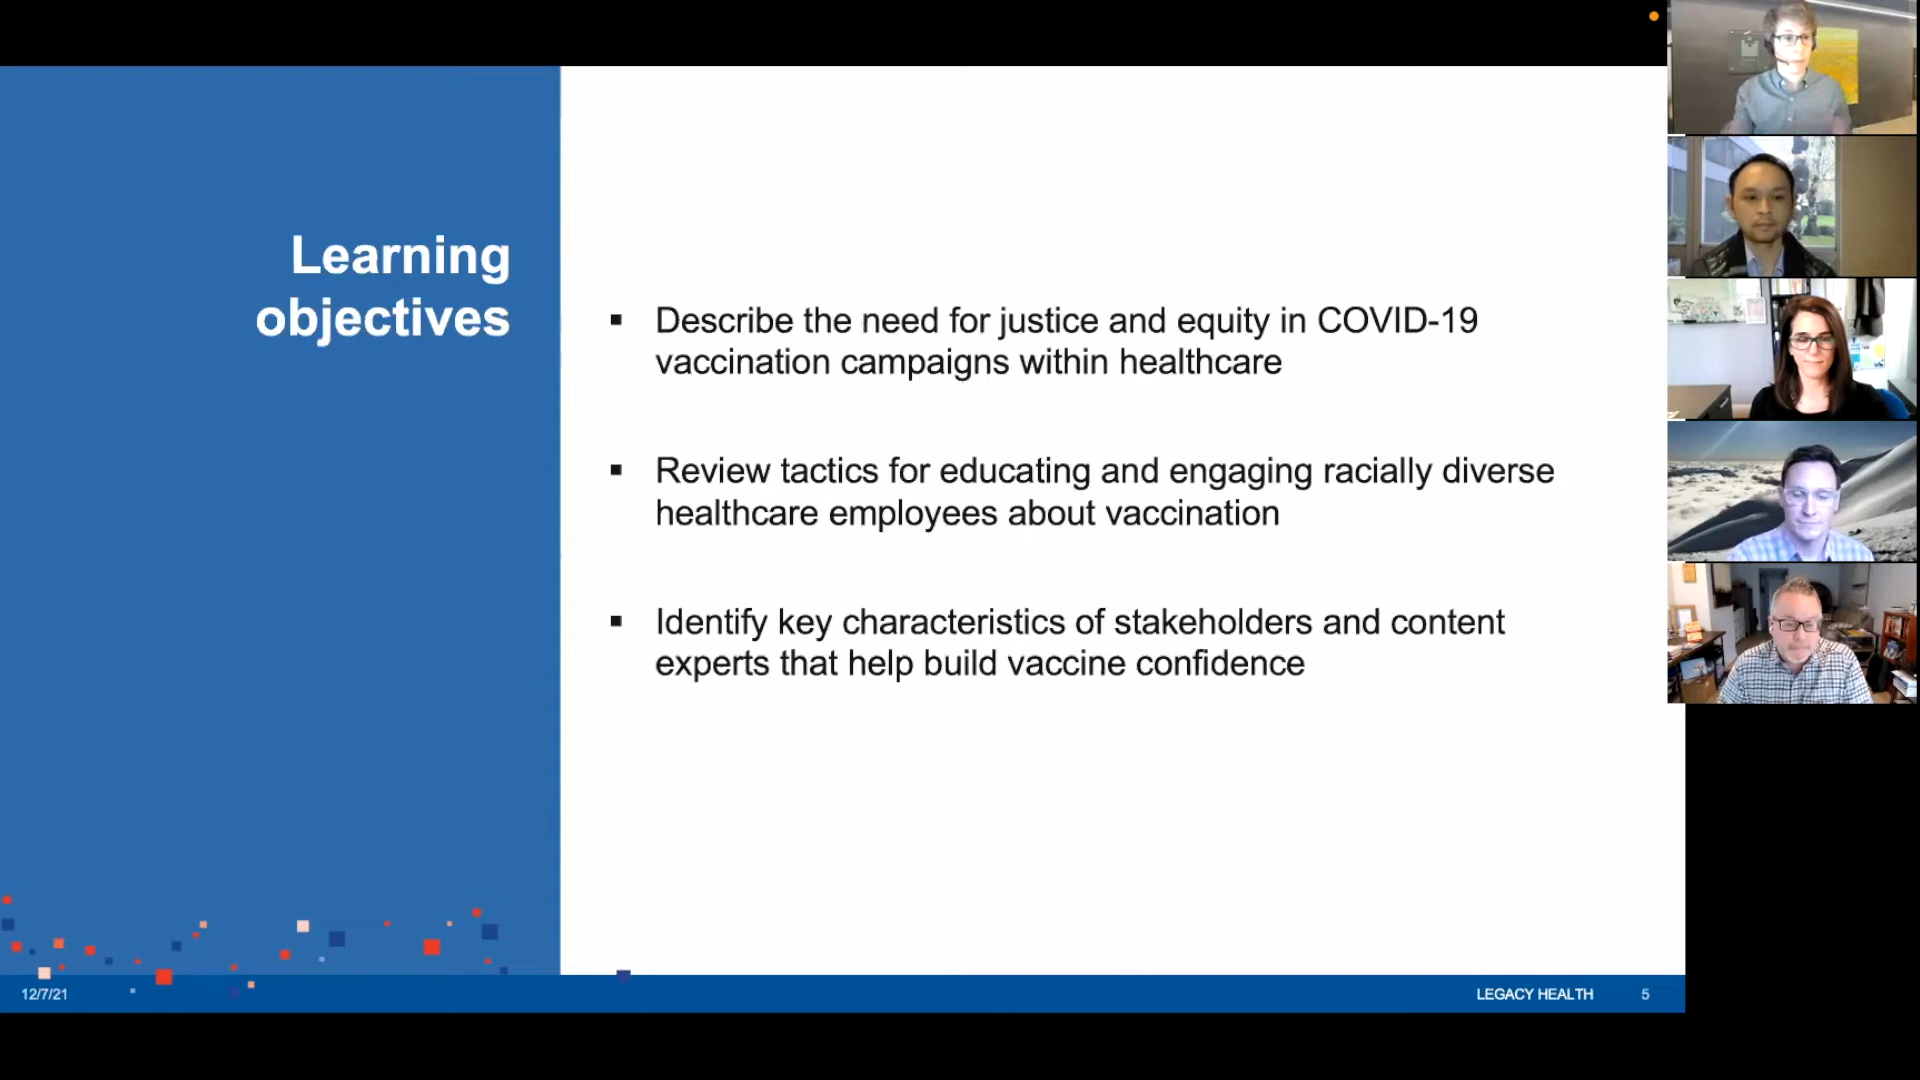 Learning
objectives
▪ Describe the need for justice and equity in COVID-19
vaccination campaigns within healthcare
▪ Review tactics for educating and engaging racially diverse
healthcare employees about vaccination
▪ Identify key characteristics of stakeholders and content
experts that help build vaccine confidence
12/7/21
LEGACY HEALTH
5